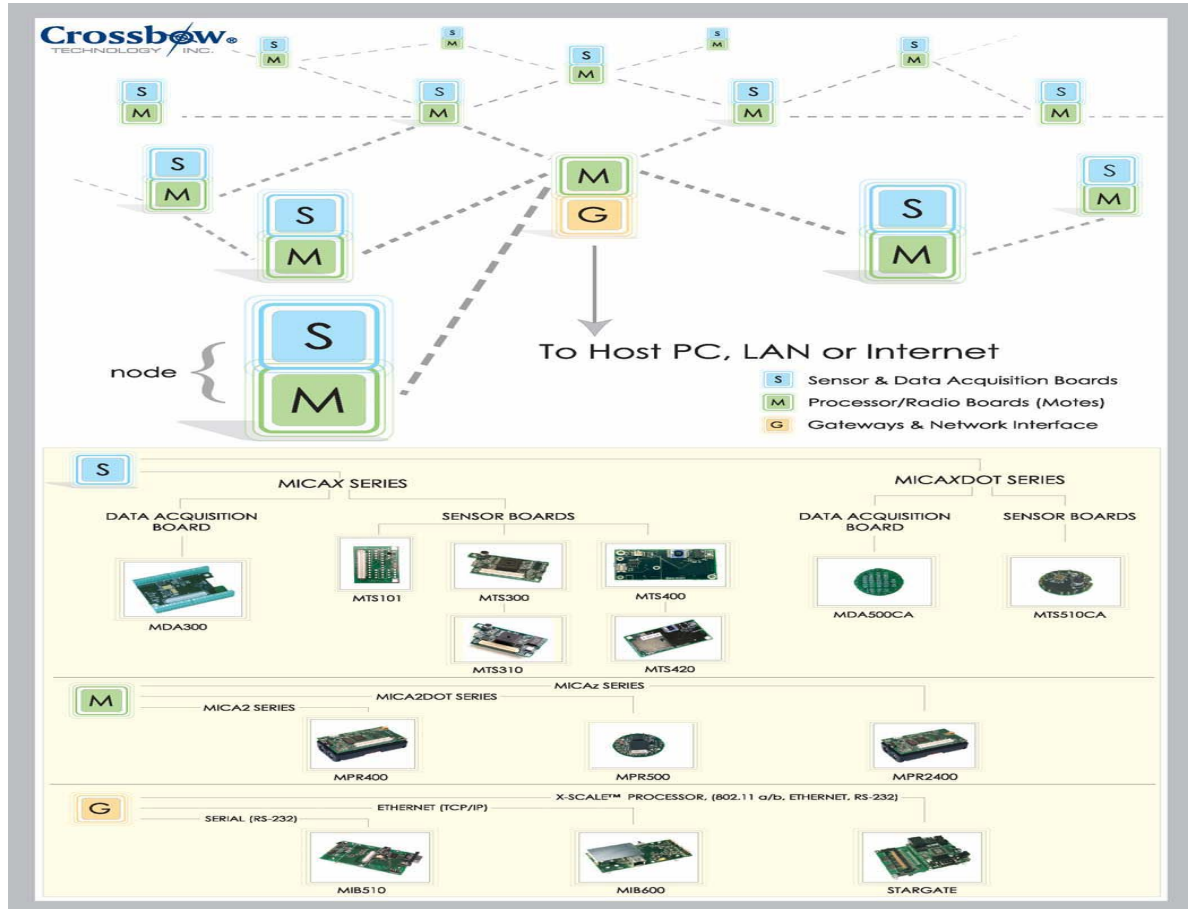 Crossbow®
TECHNOLOGY INC.
S
M
S
M
S
M
S
M
S
M
S
M
S
M
S
M
S
M
S
M
M
G
S
M
S
M
S
M
node
S
M
To Host PC, LAN or Internet
S Sensor & Data Acquisition Boards
M Processor/Radio Boards (Motes)
G Gateways & Network Interface
S
MICAX SERIES
MICAXDOT SERIES
DATA ACQUISITION
BOARD
SENSOR BOARDS
DATA ACQUISITION
BOARD
SENSOR BOARDS
MDA300
MTS101
MTS300
MTS400
MDA500CA
MTS510CA
MTS310
MTS420
M
MICAz SERIES
MICA2DOT SERIES
MICA2 SERIES
MPR400
MPR500
MPR2400
G
X-SCALE™ PROCESSOR, (802.11 a/b, ETHERNET, RS-232)
ETHERNET (TCP/IP)
SERIAL (RS-232)
MIB510
MIB600
STARGATE